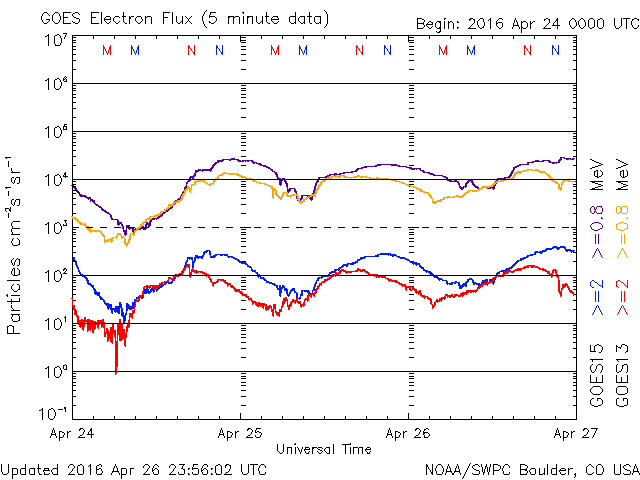 GOES Electron Flux (5 minute data)
Begin: 2016 Apr 24 0000 UTC
M M N N M M N N M M N N
10⁷
10⁶
10⁵
10⁴
10³
10²
10¹
10⁰
10⁻¹
Particles cm⁻²s⁻¹sr⁻¹
Apr 24
Apr 25
Apr 26
Apr 27
Universal Time
GOES15 >=2 >=0.8 MeV
GOES13 >=2 >=0.8 MeV
Updated 2016 Apr 26 23:56:02 UTC
NOAA/SWPC Boulder, CO USA